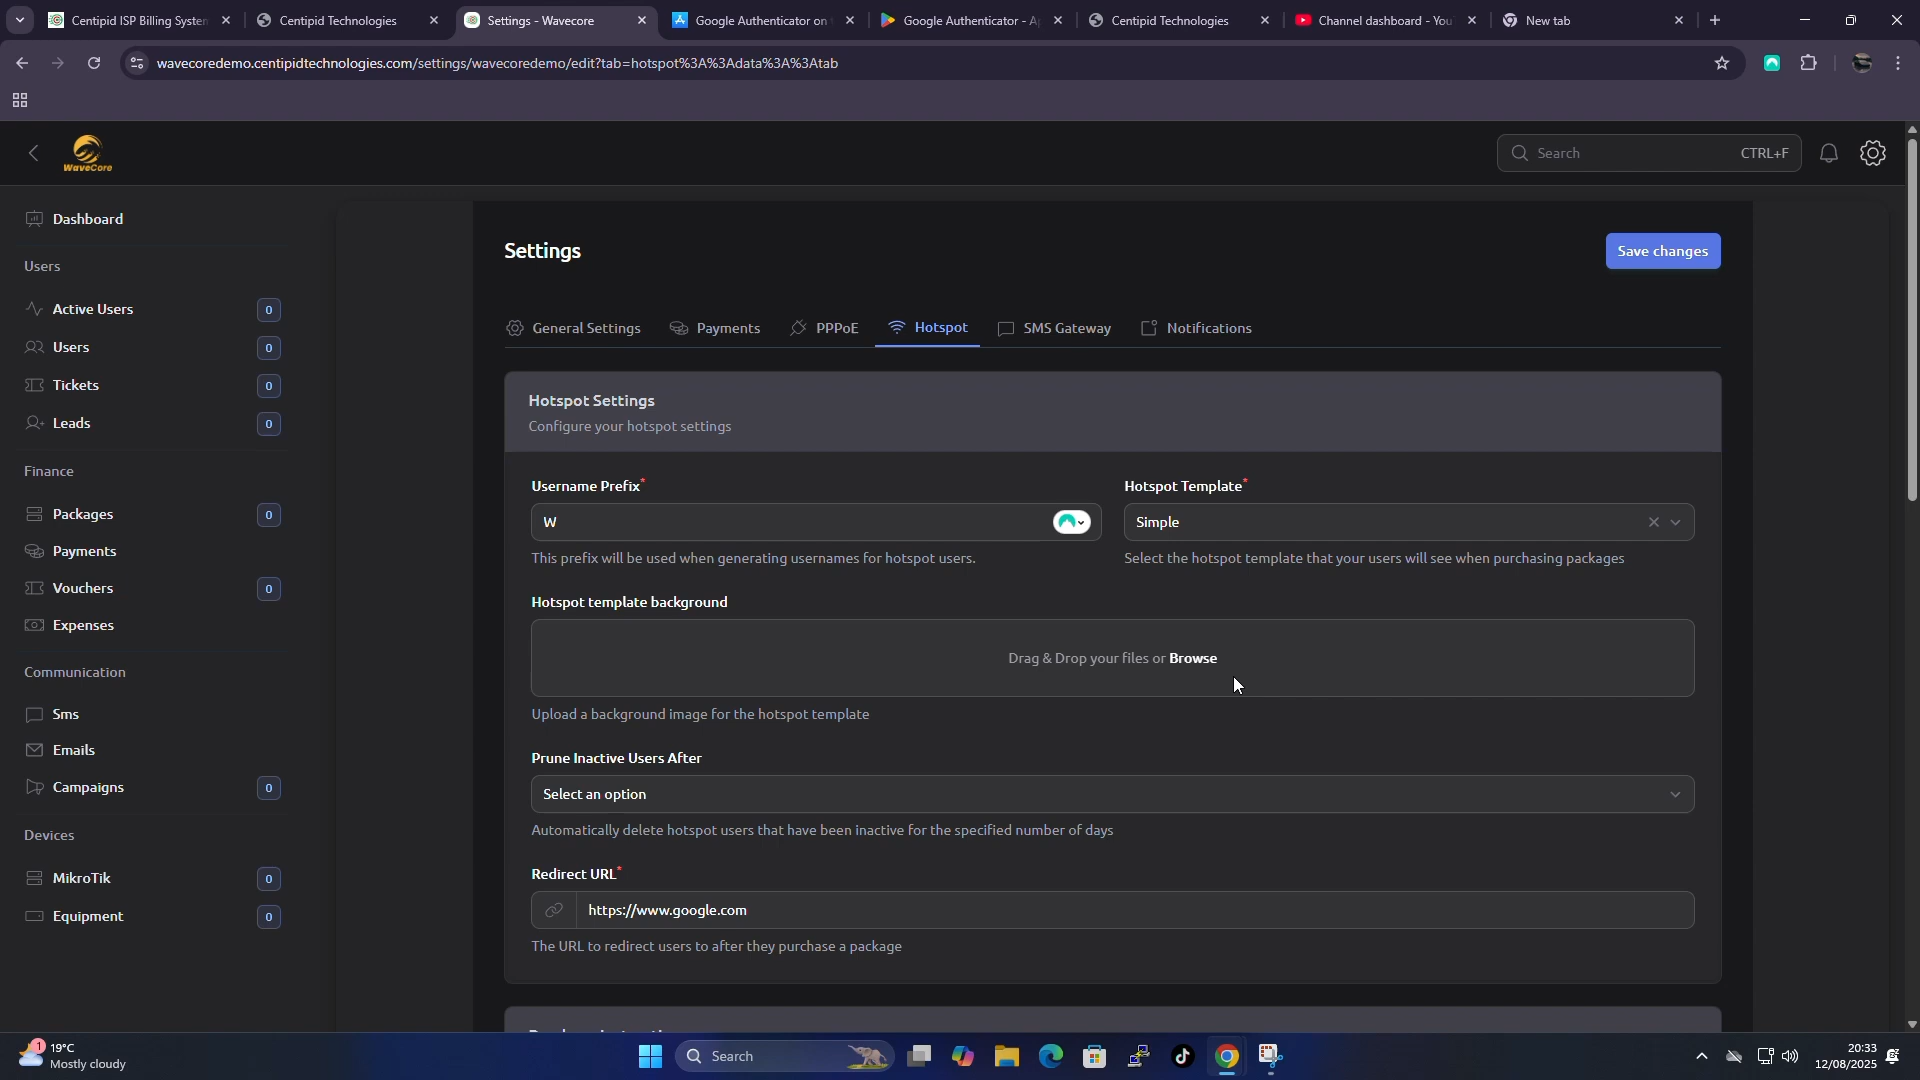 Centipid ISP Billing System
Centipid Technologies
Settings - Wavecore
Google Authenticator on
Google Authenticator - A
Centipid Technologies
Channel dashboard - You
New tab
wavecoredemo.centipidtechnologies.com/settings/wavecoredemo/edit?tab=hotspot%3A%3Adata%3A%3Atab
WaveCore
Search
CTRL+F
Dashboard
Users
Active Users 0
Users 0
Tickets 0
Leads 0
Finance
Packages 0
Payments
Vouchers 0
Expenses
Communication
Sms
Emails
Campaigns 0
Devices
MikroTik 0
Equipment 0
Settings
Save changes
General Settings
Payments
PPPoE
Hotspot
SMS Gateway
Notifications
Hotspot Settings
Configure your hotspot settings
Username Prefix*
W
This prefix will be used when generating usernames for hotspot users.
Hotspot Template*
Simple
Select the hotspot template that your users will see when purchasing packages
Hotspot template background
Drag & Drop your files or Browse
Upload a background image for the hotspot template
Prune Inactive Users After
Select an option
Automatically delete hotspot users that have been inactive for the specified number of days
Redirect URL*
https://www.google.com
The URL to redirect users to after they purchase a package
1
19°C
Mostly cloudy
Search
20:33
12/08/2025